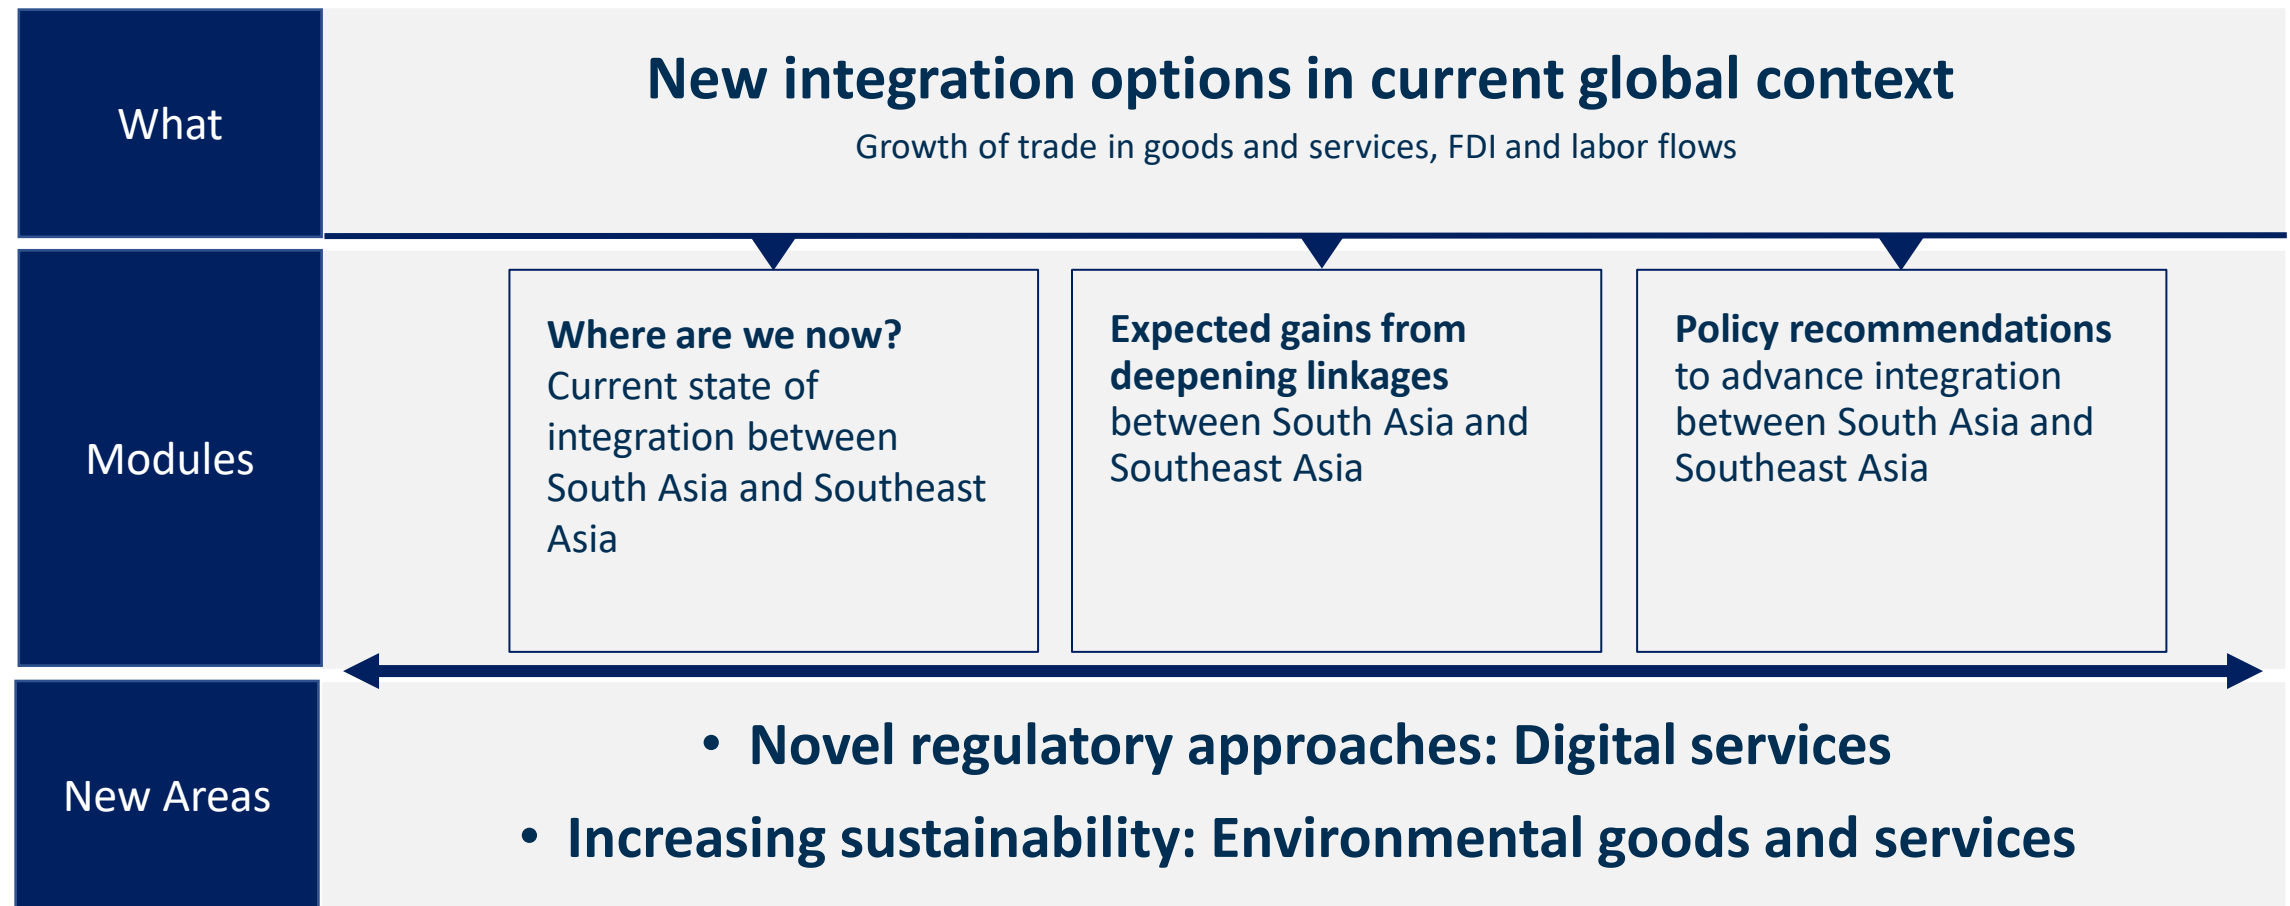 What
New integration options in current global context
Growth of trade in goods and services, FDI and labor flows
Modules
Where are we now?
Current state of
integration between
South Asia and Southeast
Asia
Expected gains from
deepening linkages
between South Asia and
Southeast Asia
Policy recommendations
to advance integration
between South Asia and
Southeast Asia
New Areas
• Novel regulatory approaches: Digital services
• Increasing sustainability: Environmental goods and services